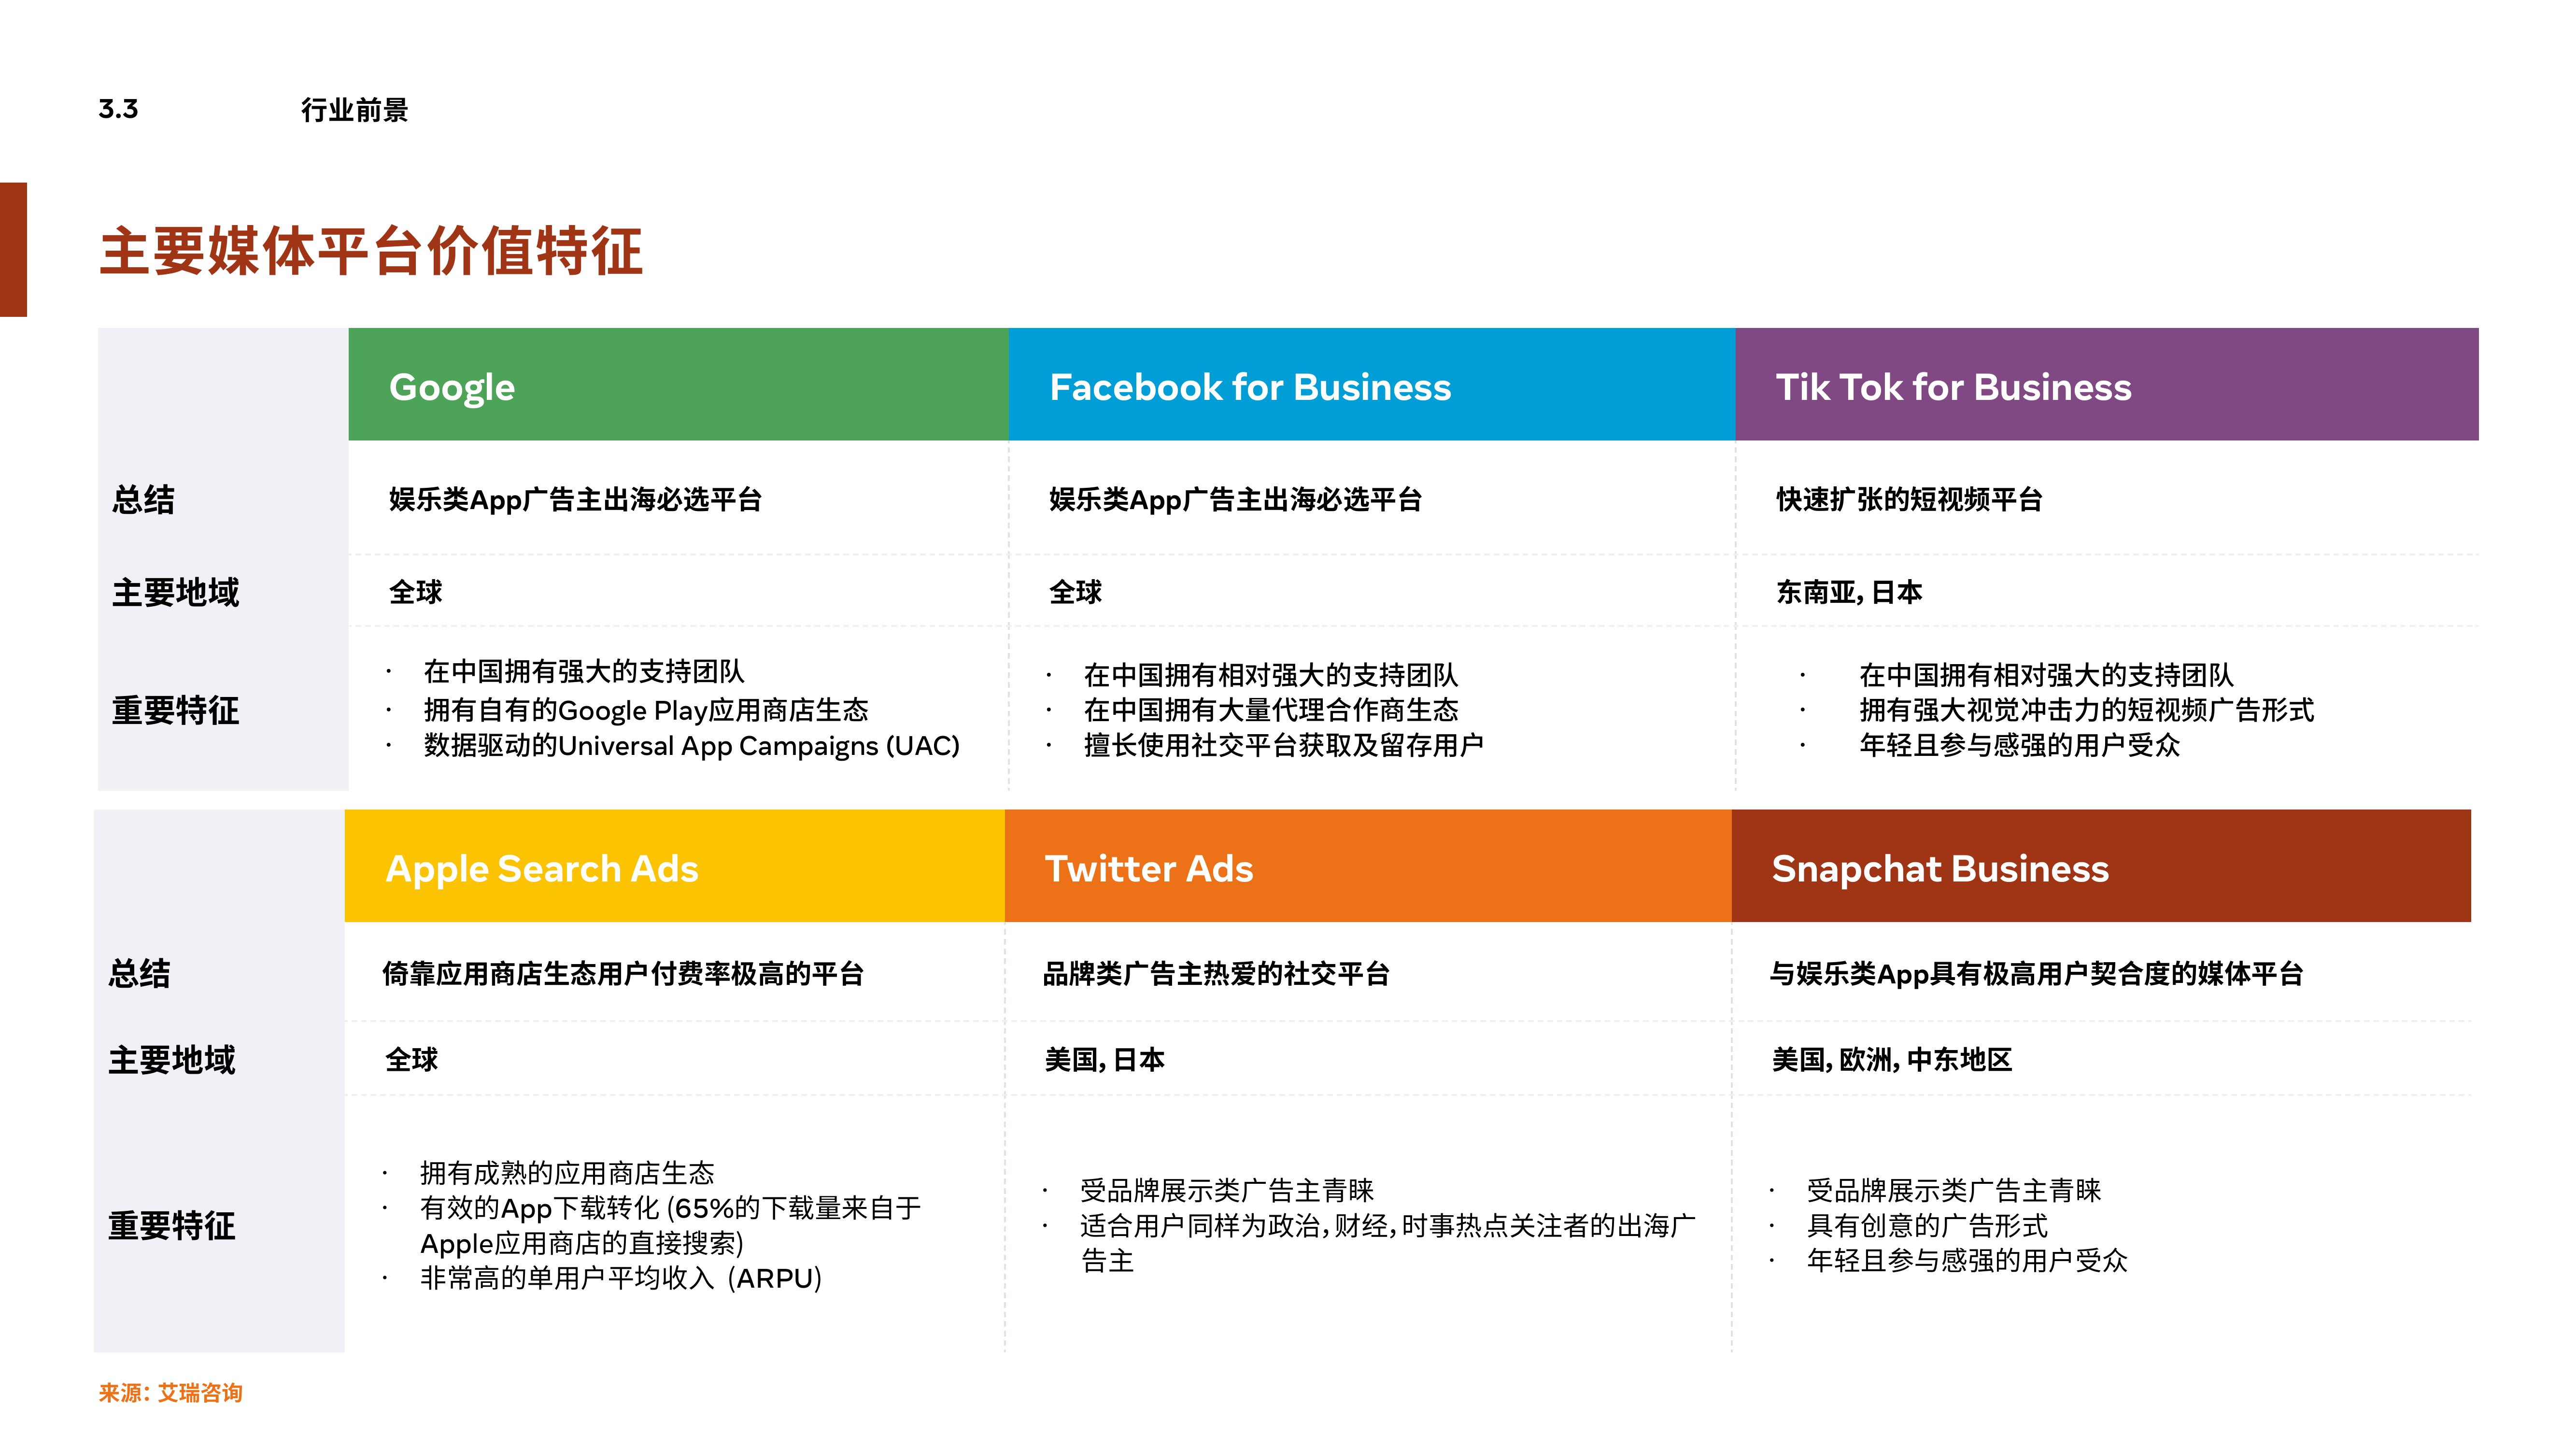 3.3 行业前景
主要媒体平台价值特征
Google Facebook for Business Tik Tok for Business
总结 娱乐类App广告主出海必选平台 娱乐类App广告主出海必选平台 快速扩张的短视频平台
主要地域 全球 全球 东南亚, 日本
重要特征
· 在中国拥有强大的支持团队
· 拥有自有的Google Play应用商店生态
· 数据驱动的Universal App Campaigns (UAC)
· 在中国拥有相对强大的支持团队
· 在中国拥有大量代理合作商生态
· 擅长使用社交平台获取及留存用户
· 在中国拥有相对强大的支持团队
· 拥有强大视觉冲击力的短视频广告形式
· 年轻且参与感强的用户受众
Apple Search Ads Twitter Ads Snapchat Business
总结 倚靠应用商店生态用户付费率极高的平台 品牌类广告主热爱的社交平台 与娱乐类App具有极高用户契合度的媒体平台
主要地域 全球 美国, 日本 美国, 欧洲, 中东地区
重要特征
· 拥有成熟的应用商店生态
· 有效的App下载转化 (65%的下载量来自于
Apple应用商店的直接搜索)
· 非常高的单用户平均收入 (ARPU)
· 受品牌展示类广告主青睐
· 适合用户同样为政治, 财经, 时事热点关注者的出海广
告主
· 受品牌展示类广告主青睐
· 具有创意的广告形式
· 年轻且参与感强的用户受众
来源: 艾瑞咨询